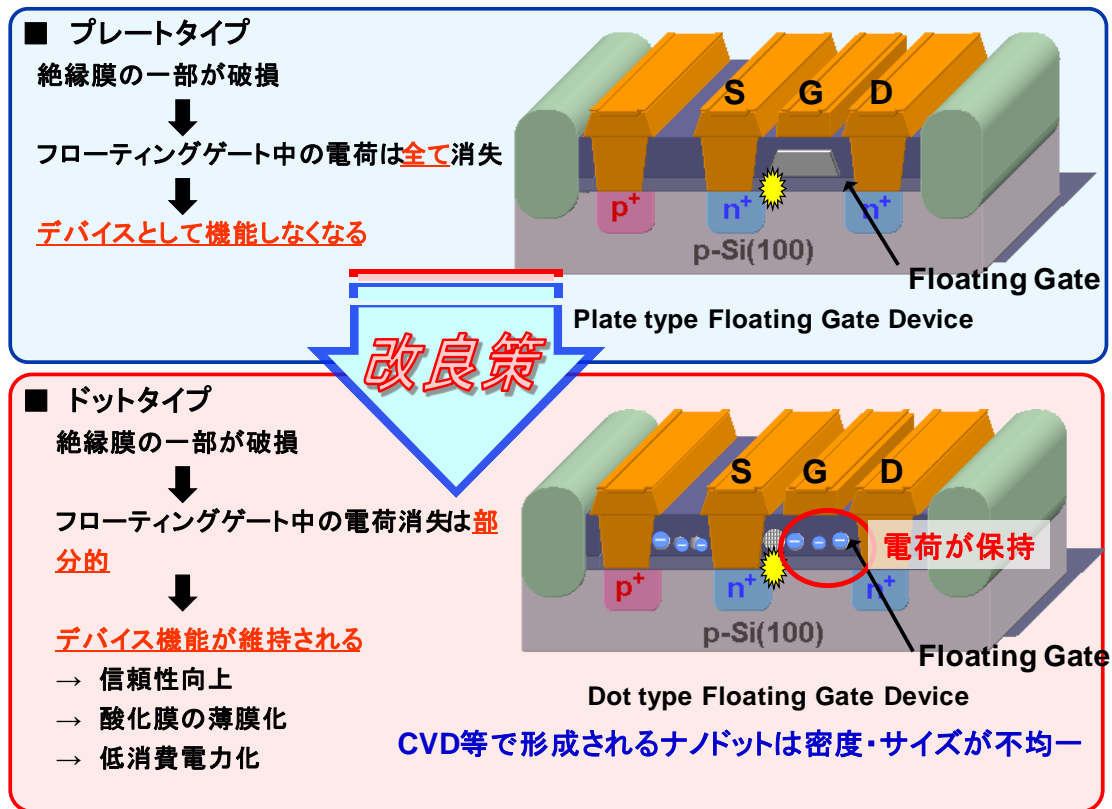 ■ プレートタイプ
絶縁膜の一部が破損
フローティングゲート中の電荷は全て消失
デバイスとして機能しなくなる
S G D
p+ n+ n+
p-Si(100)
Floating Gate
Plate type Floating Gate Device
改良策
■ ドットタイプ
絶縁膜の一部が破損
フローティングゲート中の電荷消失は部
分的
デバイス機能が維持される
→ 信頼性向上
→ 酸化膜の薄膜化
→ 低消費電力化
S G D
電荷が保持
p+ n+ n+
p-Si(100)
Floating Gate
Dot type Floating Gate Device
CVD等で形成されるナノドットは密度・サイズが不均一